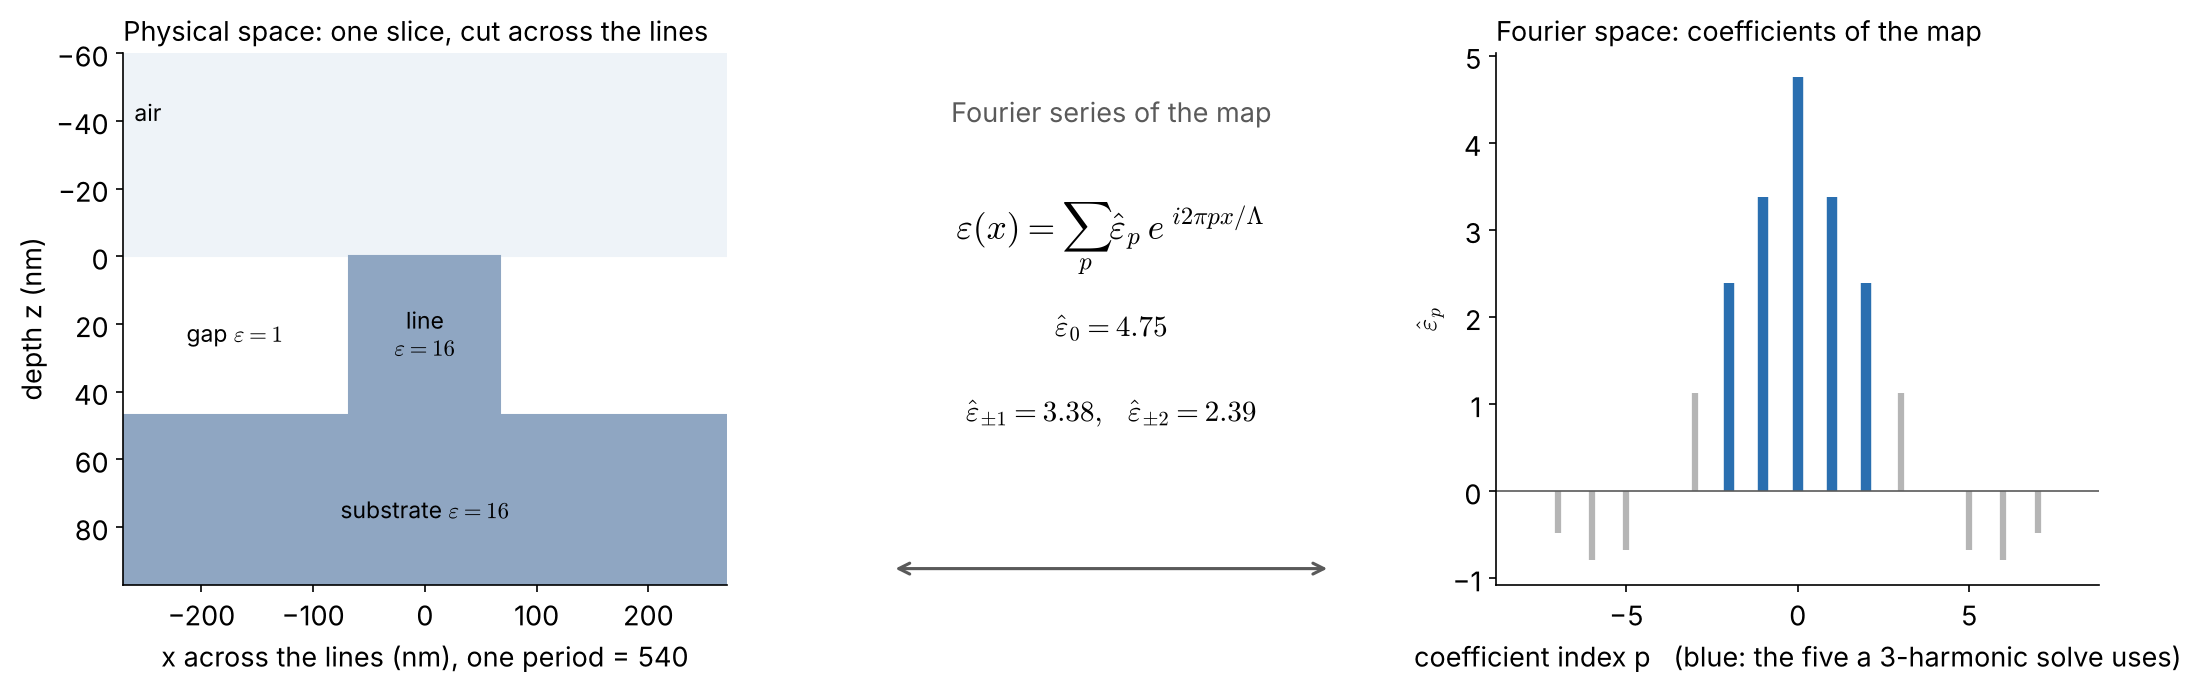 Physical space: one slice, cut across the lines
−60
−40
−20
0
20
40
60
80
depth z (nm)
air
gap ε = 1
line
ε = 16
substrate ε = 16
−200 −100 0 100 200
x across the lines (nm), one period = 540
Fourier series of the map
ε(x) = ∑ₚ ε̂ₚ e^{i2πpx/Λ}
ε̂₀ = 4.75
ε̂±₁ = 3.38, ε̂±₂ = 2.39
Fourier space: coefficients of the map
5
4
3
2
1
0
−1
ε̂ₚ
−5 0 5
coefficient index p (blue: the five a 3-harmonic solve uses)